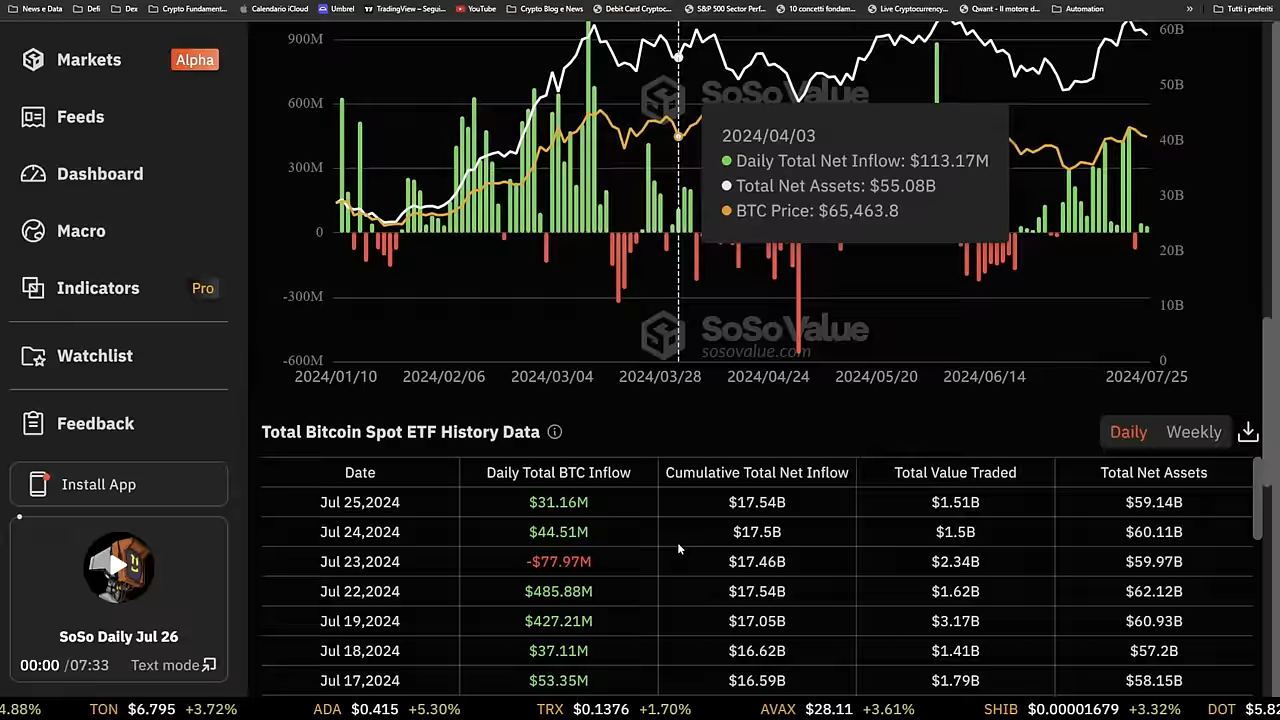 News e Data Defi Dex Crypto Fundament... Calendario iCloud Umbrel TradingView – Segui... YouTube Crypto Blog e News Debit Card Cryptoc... S&P 500 Sector Perf... 10 concetti fondam... Live Cryptocurrency... Qwant - Il motore d... Automation » Tutti i preferiti
Markets Alpha
Feeds
Dashboard
Macro
Indicators Pro
Watchlist
Feedback
Install App
SoSo Daily Jul 26
00:00 /07:33 Text mode
900M 60B
50B
600M
SoSoValue
40B
300M
30B
0
20B
-300M
10B
-600M 0
2024/04/03
Daily Total Net Inflow: $113.17M
Total Net Assets: $55.08B
BTC Price: $65,463.8
SoSoValue
sosovalue.com
2024/01/10 2024/02/06 2024/03/04 2024/03/28 2024/04/24 2024/05/20 2024/06/14 2024/07/25
Total Bitcoin Spot ETF History Data Daily Weekly
Date Daily Total BTC Inflow Cumulative Total Net Inflow Total Value Traded Total Net Assets
Jul 25,2024 $31.16M $17.54B $1.51B $59.14B
Jul 24,2024 $44.51M $17.5B $1.5B $60.11B
Jul 23,2024 -$77.97M $17.46B $2.34B $59.97B
Jul 22,2024 $485.88M $17.54B $1.62B $62.12B
Jul 19,2024 $427.21M $17.05B $3.17B $60.93B
Jul 18,2024 $37.11M $16.62B $1.41B $57.2B
Jul 17,2024 $53.35M $16.59B $1.79B $58.15B
4.88% TON $6.795 +3.72% ADA $0.415 +5.30% TRX $0.1376 +1.70% AVAX $28.11 +3.61% SHIB $0.00001679 +3.32% DOT $5.82